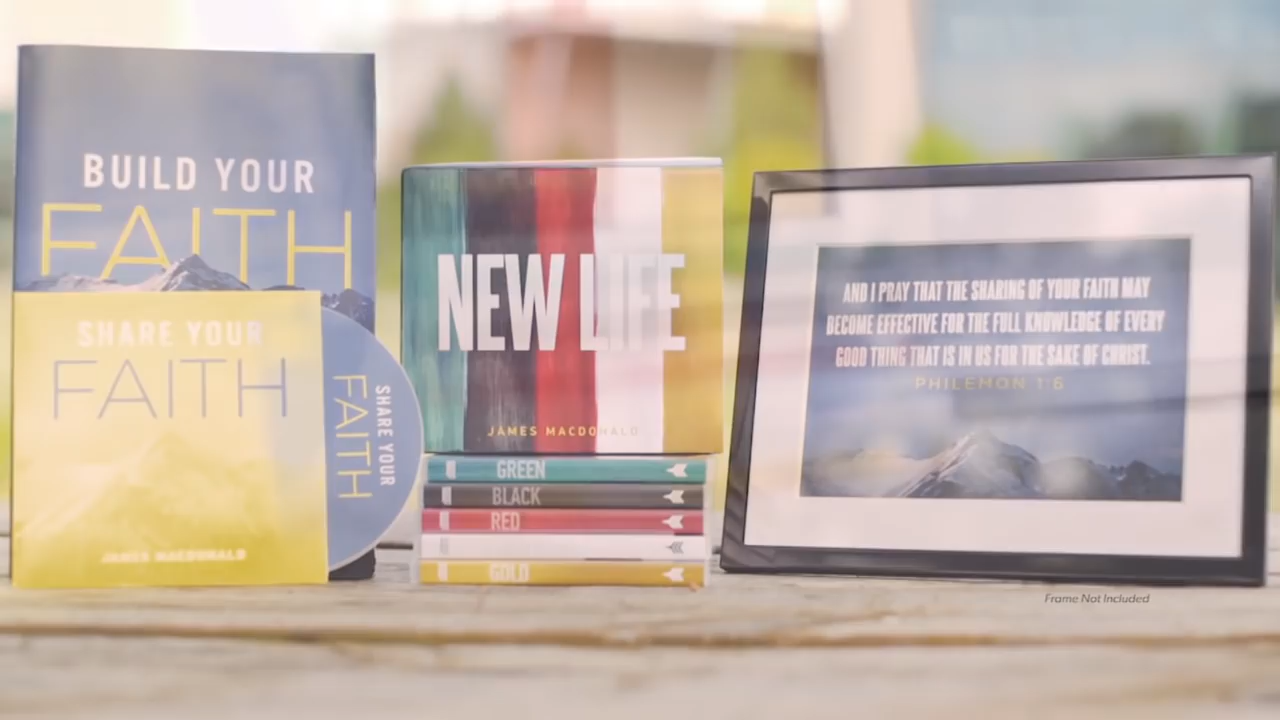 BUILD YOUR
FAITH
SHARE YOUR
FAITH
JAMES MACDONALD
SHARE YOUR
FAITH
NEW LIFE
JAMES MACDONALD
GREEN
BLACK
RED
GOLD
AND I PRAY THAT THE SHARING OF YOUR FAITH MAY
BECOME EFFECTIVE FOR THE FULL KNOWLEDGE OF EVERY
GOOD THING THAT IS IN US FOR THE SAKE OF CHRIST.
PHILEMON 1:6
Frame Not Included